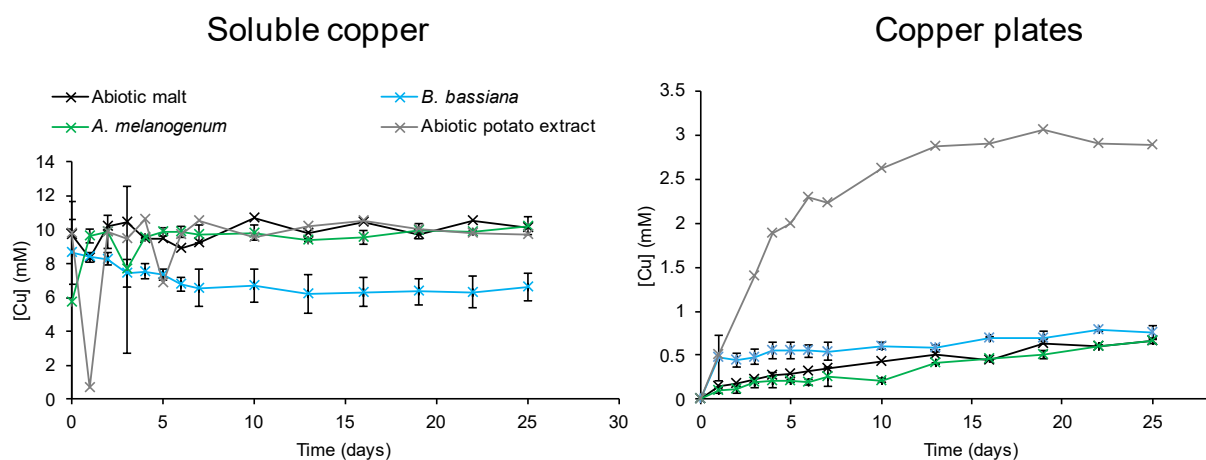 Soluble copper
Abiotic malt
B. bassiana
A. melanogenum
Abiotic potato extract
14
12
10
8
6
4
2
0
[Cu] (mM)
0 5 10 15 20 25 30
Time (days)
Copper plates
3.5
3
2.5
2
1.5
1
0.5
0
[Cu] (mM)
0 5 10 15 20 25
Time (days)